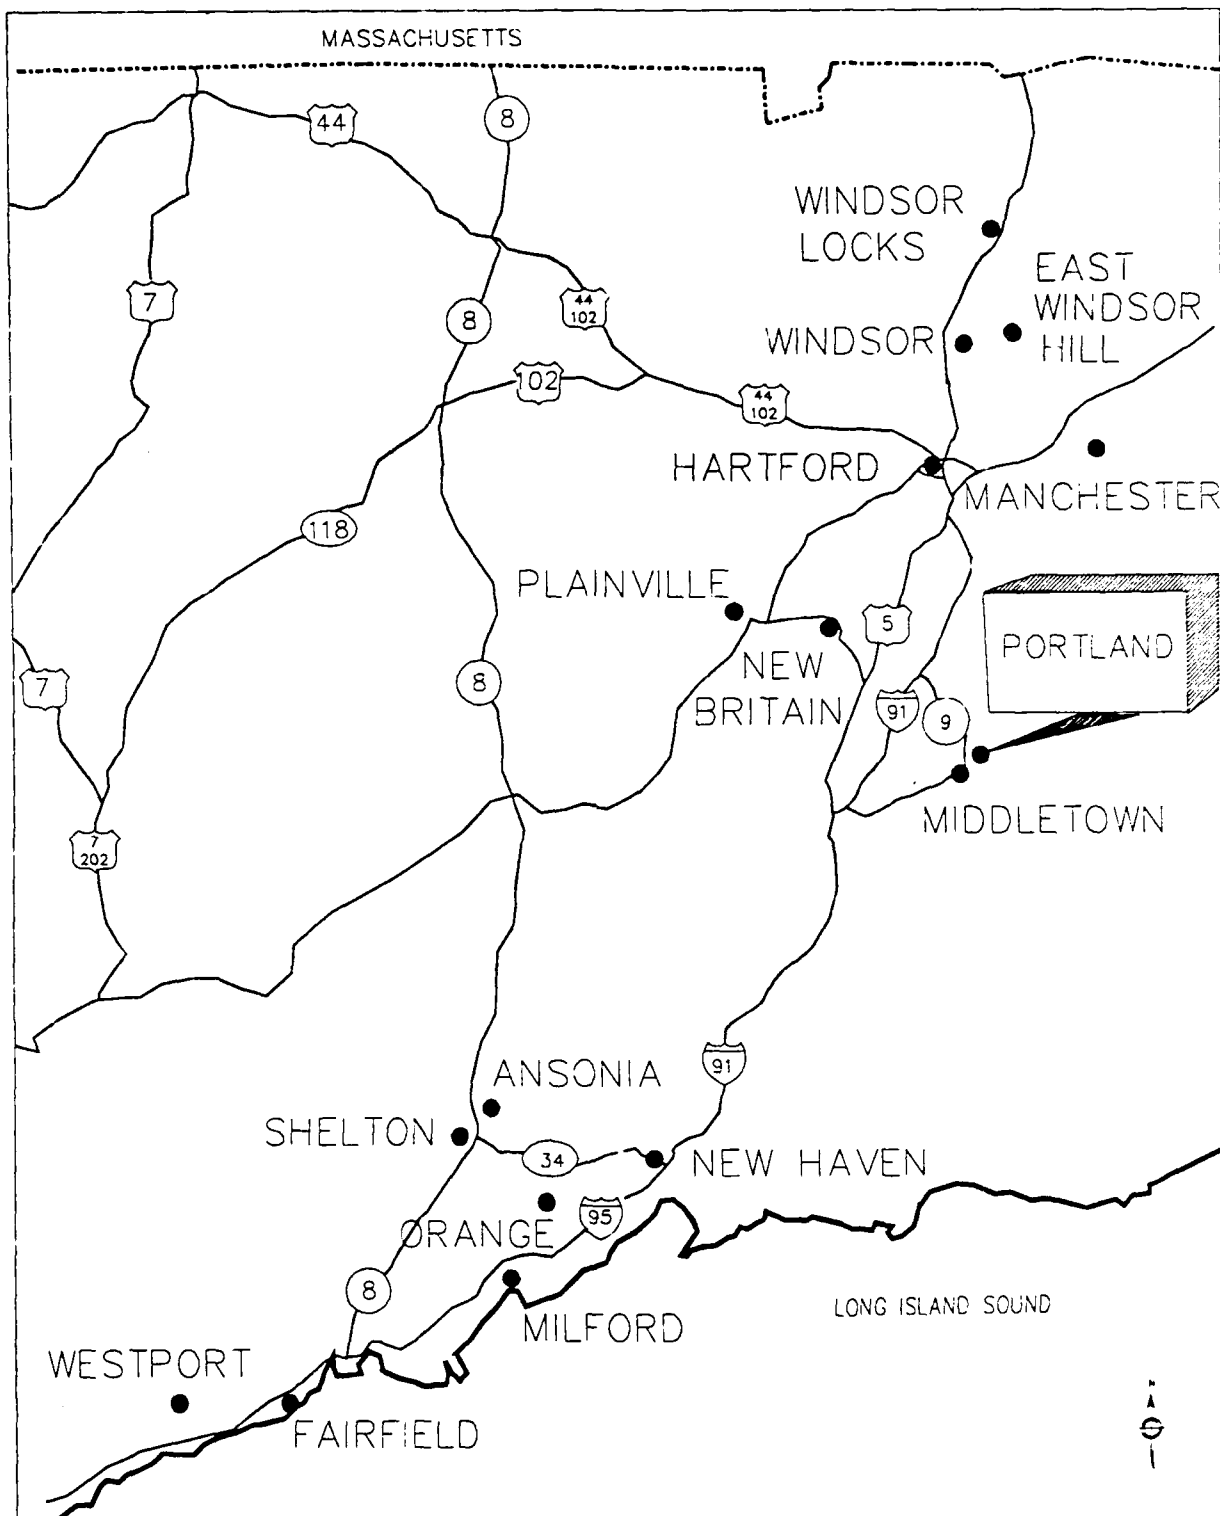 MASSACHUSETTS
44
8
WINDSOR
LOCKS
EAST
WINDSOR
HILL
7
8
44
102
WINDSOR
102
44
102
HARTFORD
MANCHESTER
118
PLAINVILLE
5
NEW
BRITAIN
PORTLAND
7
8
91
9
MIDDLETOWN
7
202
91
ANSONIA
SHELTON
34
NEW HAVEN
ORANGE
95
8
LONG ISLAND SOUND
MILFORD
WESTPORT
FAIRFIELD
N